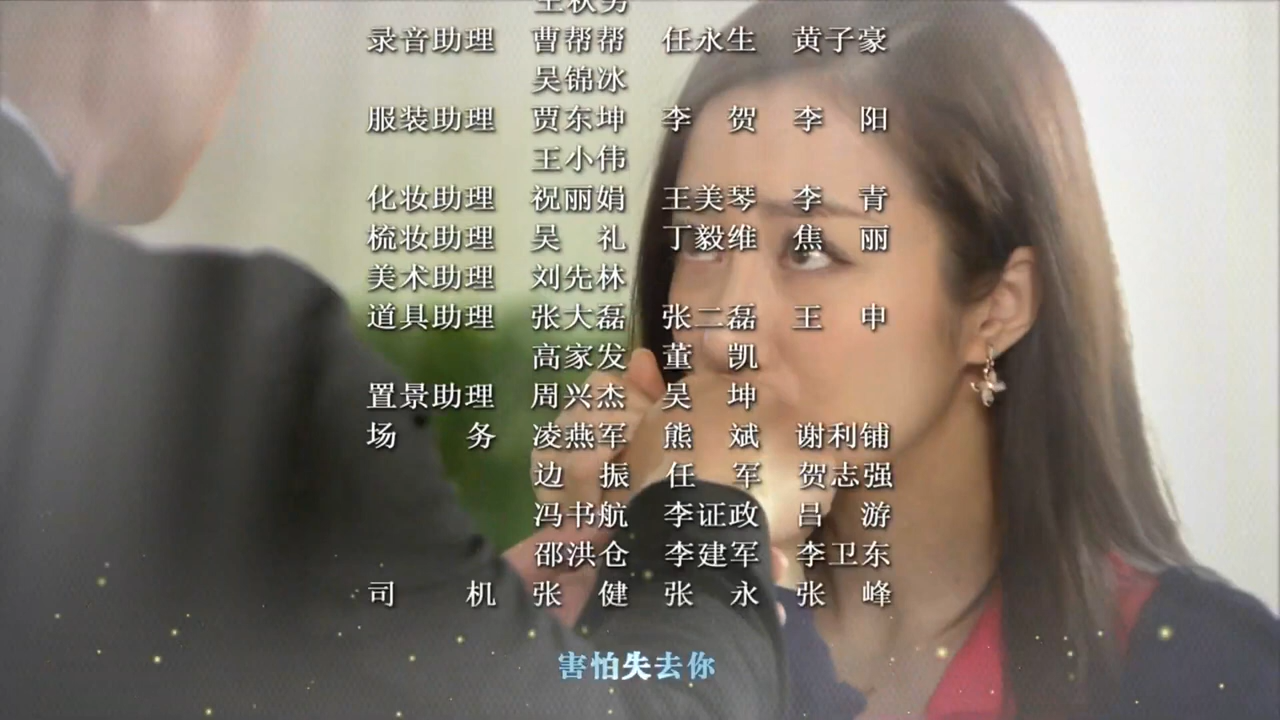 录音助理 曹帮帮 任永生 黄子豪
吴锦冰
服装助理 贾东坤 李贺 李阳
王小伟
化妆助理 祝丽娟 王美琴 李青
梳妆助理 吴礼 丁毅维 焦丽
美术助理 刘先林
道具助理 张大磊 张二磊 王申
高家发 董凯
置景助理 周兴杰 吴坤
场务 凌燕军 熊斌 谢利铺
边振 任军 贺志强
冯书航 李证政 吕游
邵洪仓 李建军 李卫东
司机 张健 张永 张峰
害怕失去你